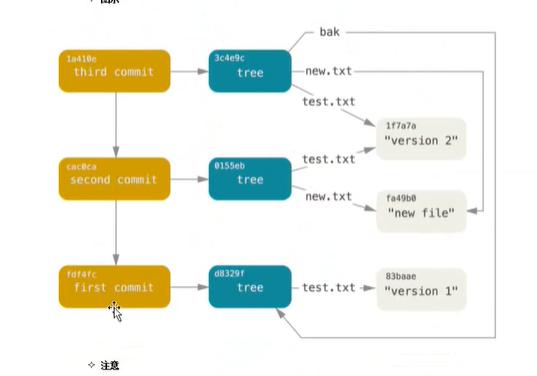 bak
1a410e
third commit
3c4e9c
tree
new.txt
test.txt
1f7a7a
"version 2"
cac0ca
second commit
0155eb
tree
test.txt
new.txt
fa49b0
"new file"
fdf4fc
first commit
d8329f
tree
test.txt
83baae
"version 1"
注意